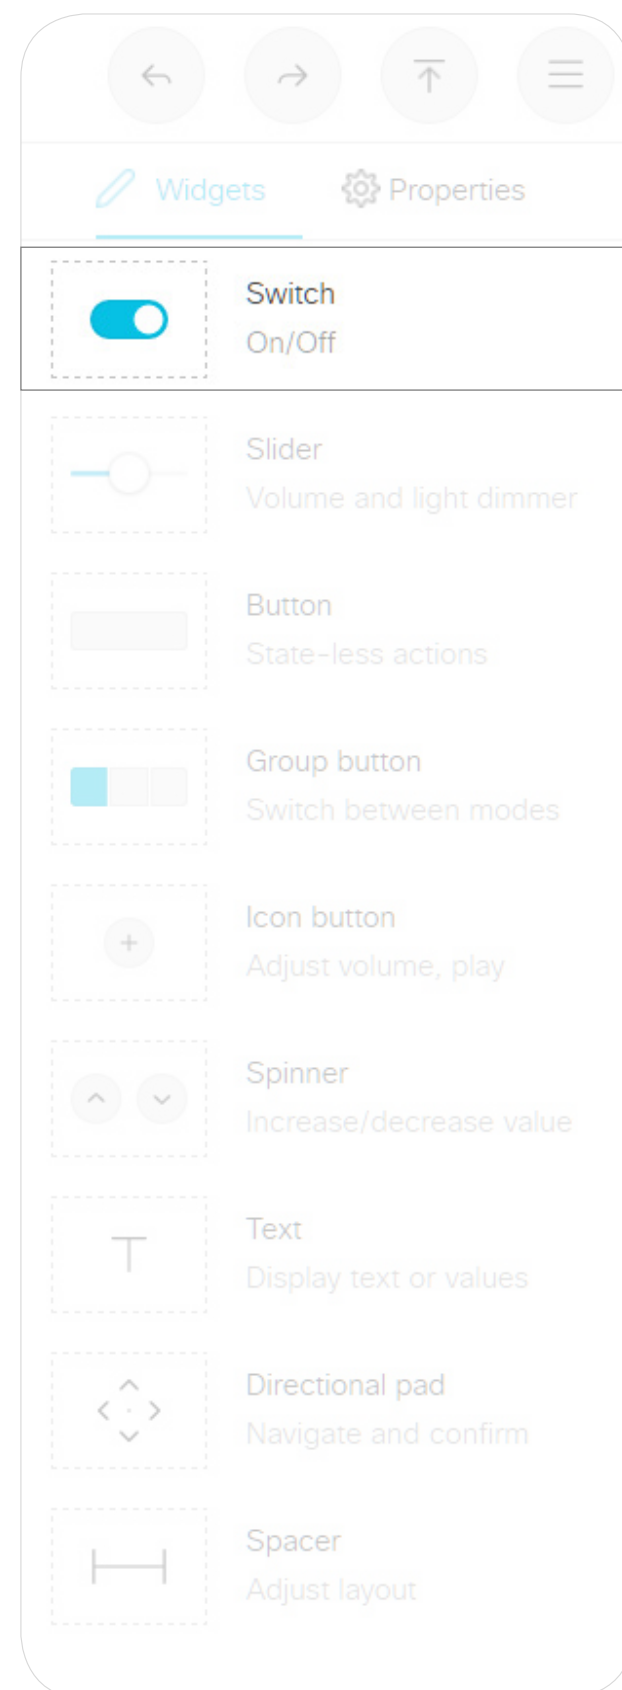 Widgets Properties
Switch
On/Off
Slider
Volume and light dimmer
Button
State-less actions
Group button
Switch between modes
Icon button
Adjust volume, play
Spinner
Increase/decrease value
Text
Display text or values
Directional pad
Navigate and confirm
Spacer
Adjust layout